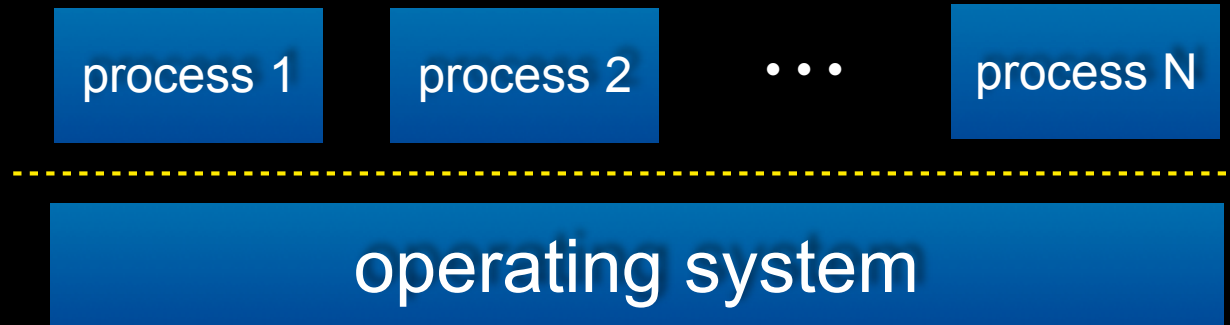 process 1 process 2 ... process N
operating system